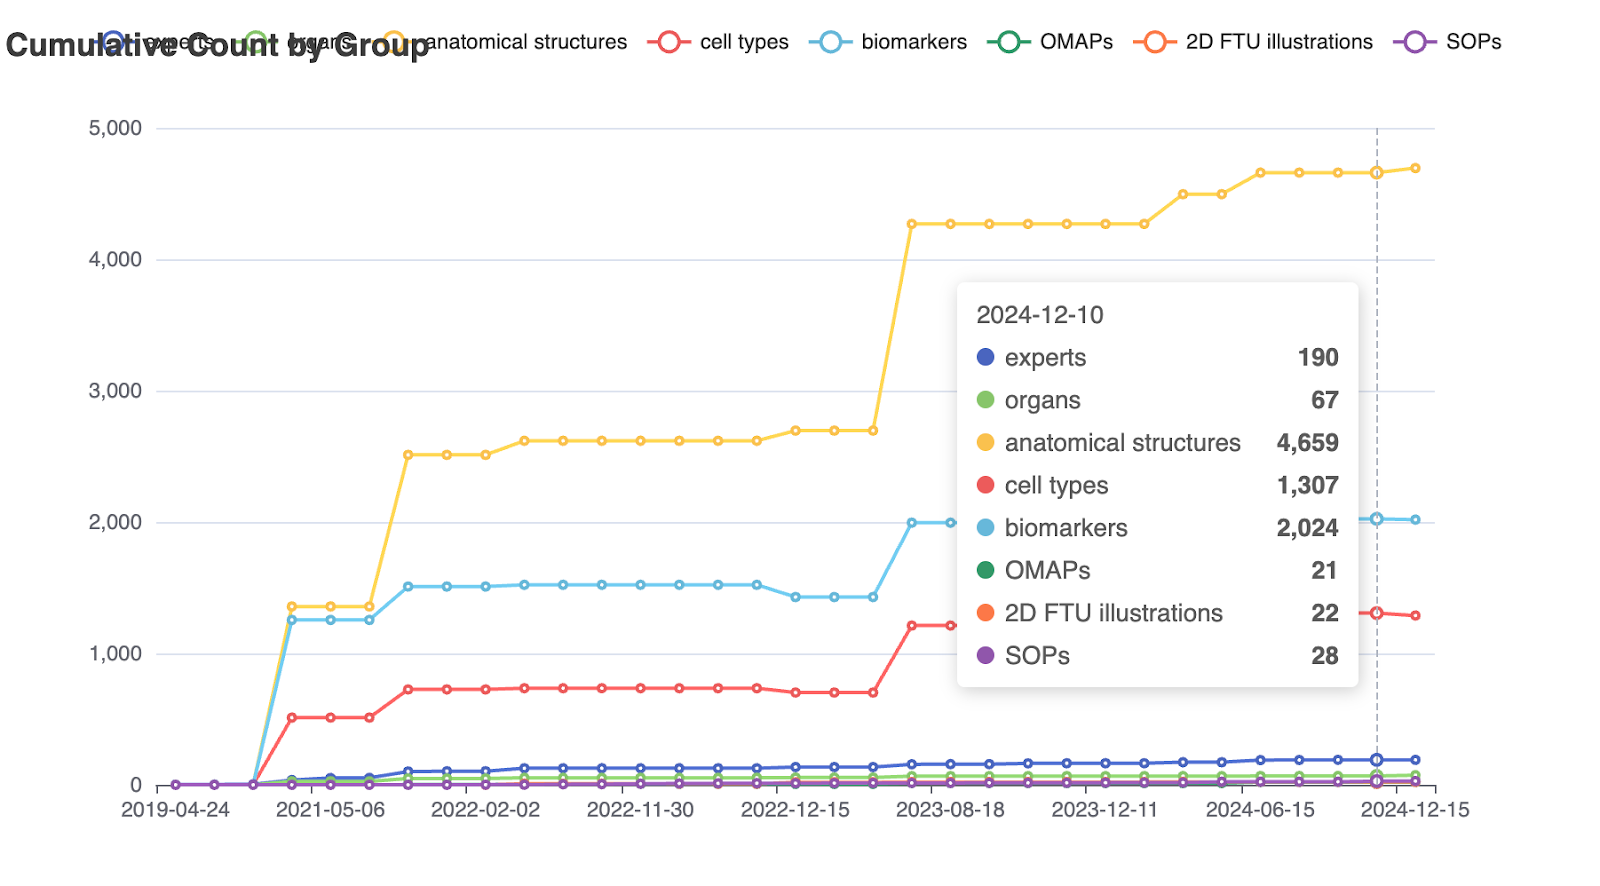 Cumulative Count by Group
experts organs anatomical structures cell types biomarkers OMAPs 2D FTU illustrations SOPs
5,000
4,000
3,000
2,000
1,000
0
2024-12-10
experts 190
organs 67
anatomical structures 4,659
cell types 1,307
biomarkers 2,024
OMAPs 21
2D FTU illustrations 22
SOPs 28
2019-04-24 2021-05-06 2022-02-02 2022-11-30 2022-12-15 2023-08-18 2023-12-11 2024-06-15 2024-12-15